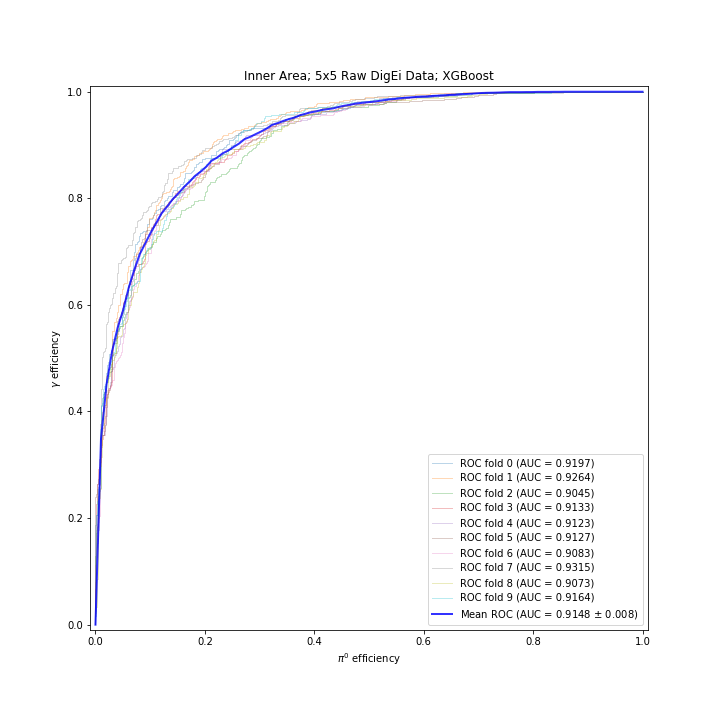 Inner Area; 5x5 Raw DigEi Data; XGBoost
1.0
0.8
0.6
0.4
0.2
0.0
γ efficiency
0.0 0.2 0.4 0.6 0.8 1.0
π⁰ efficiency
ROC fold 0 (AUC = 0.9197)
ROC fold 1 (AUC = 0.9264)
ROC fold 2 (AUC = 0.9045)
ROC fold 3 (AUC = 0.9133)
ROC fold 4 (AUC = 0.9123)
ROC fold 5 (AUC = 0.9127)
ROC fold 6 (AUC = 0.9083)
ROC fold 7 (AUC = 0.9315)
ROC fold 8 (AUC = 0.9073)
ROC fold 9 (AUC = 0.9164)
Mean ROC (AUC = 0.9148 ± 0.008)